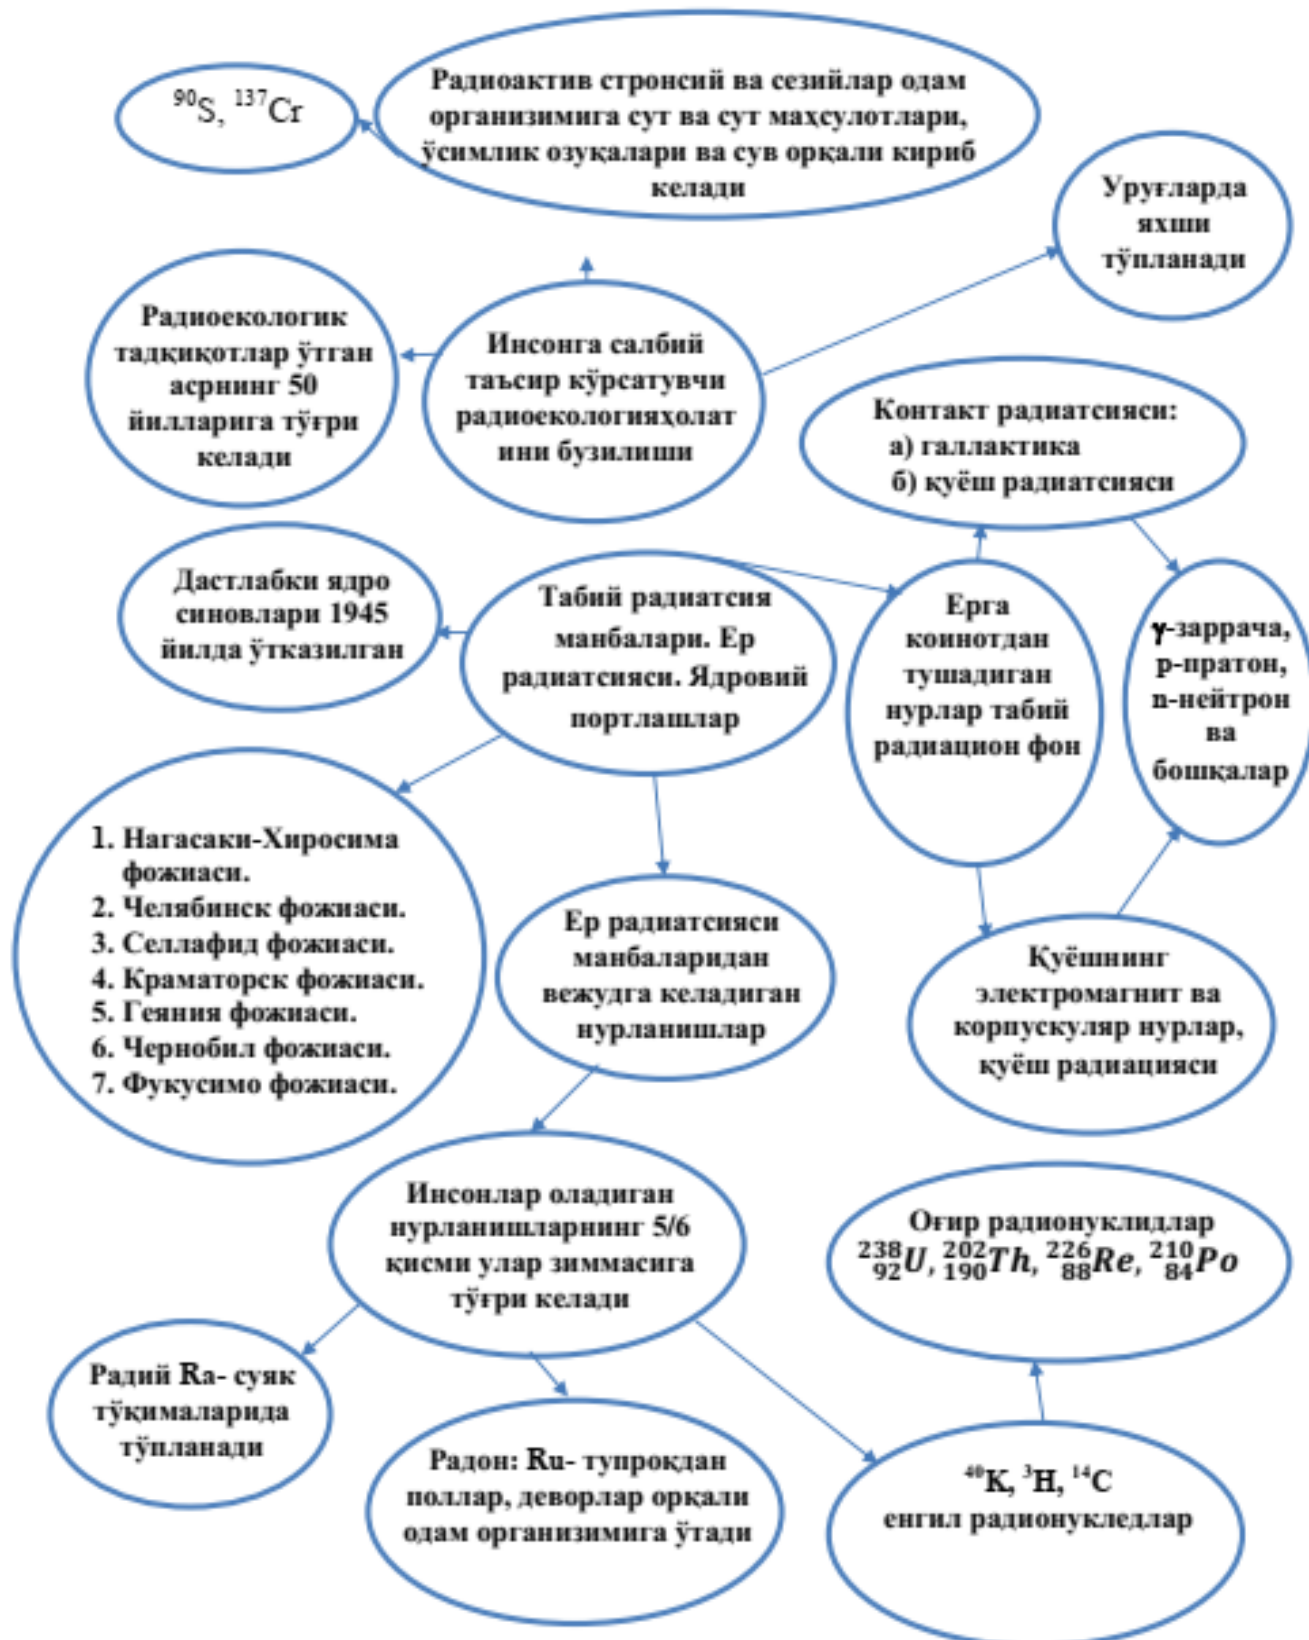 ⁹⁰S, ¹³⁷Cr
Радиоактив стронсий ва сезийлар одам
организимига сут ва сут маҳсулотлари,
ўсимлик озуқалари ва сув орқали кириб
келади
Уруғларда
яхши
тўпланади
Радиоекологик
тадқиқотлар ўтган
асрнинг 50
йилларига тўғри
келади
Инсонга салбий
таъсир кўрсатувчи
радиоекологияҳолат
ини бузилиши
Контакт радиатсияси:
а) галлактика
б) қуёш радиатсияси
Дастлабки ядро
синовлари 1945
йилда ўтказилган
Табий радиатсия
манбалари. Ер
радиатсияси. Ядровий
портлашлар
Ерга
коинотдан
тушадиган
нурлар табий
радиацион фон
γ-заррача,
p-пратон,
n-нейтрон
ва
бошқалар
1. Нагасаки-Хиросима
фожиаси.
2. Челябинск фожиаси.
3. Селлафид фожиаси.
4. Краматорск фожиаси.
5. Геяния фожиаси.
6. Чернобил фожиаси.
7. Фукусимо фожиаси.
Ер радиатсияси
манбаларидан
вежудга келадиган
нурланишлар
Қуёшнинг
электромагнит ва
корпускуляр нурлар,
қуёш радиацияси
Инсонлар оладиган
нурланишларнинг 5/6
қисми улар зиммасига
тўғри келади
Оғир радионуклидлар
²³⁸₉₂U, ²⁰²₁₉₀Th, ²²⁶₈₈Re, ²¹⁰₈₄Po
Радий Ra- суяк
тўқималарида
тўпланади
Радон: Ru- тупроқдан
поллар, деворлар орқали
одам организимига ўтади
⁴⁰K, ³H, ¹⁴C
енгил радионукледлар